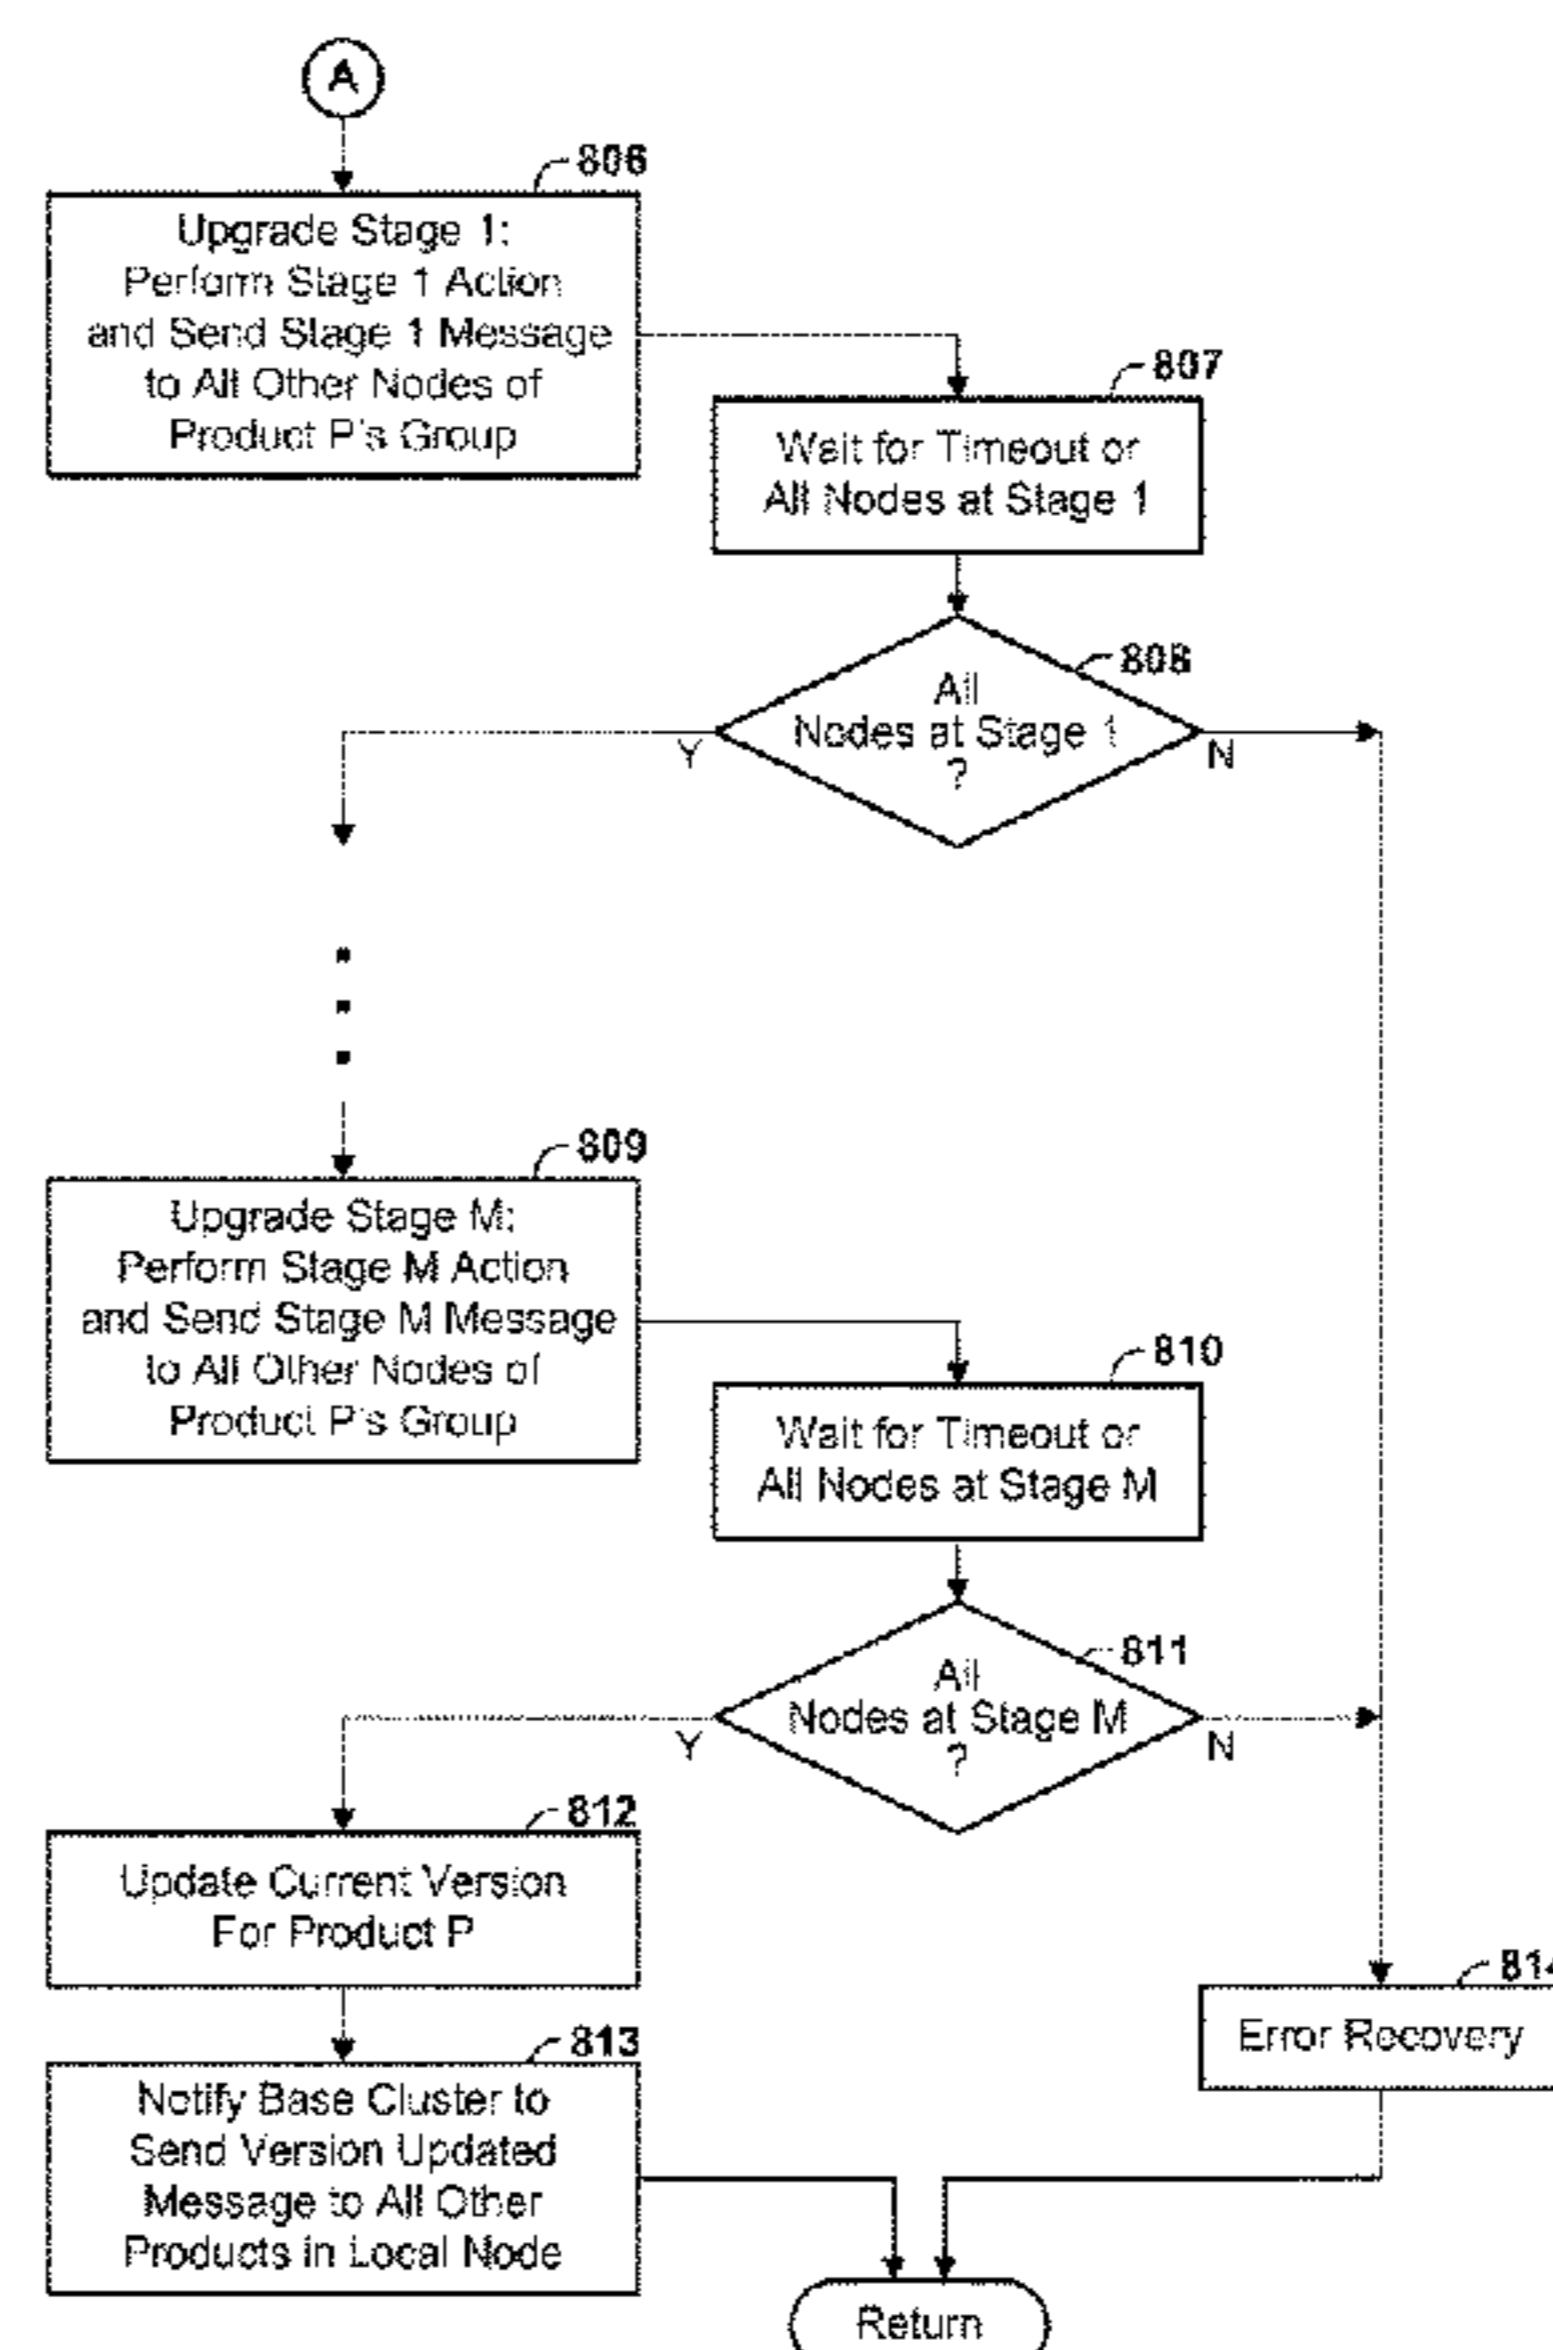 A
806
Upgrade Stage 1:
Perform Stage 1 Action
and Send Stage 1 Message
to All Other Nodes of
Product P's Group
807
Wait for Timeout or
All Nodes at Stage 1
808
All
Nodes at Stage 1
?
Y
N
809
Upgrade Stage M:
Perform Stage M Action
and Send Stage M Message
to All Other Nodes of
Product P's Group
810
Wait for Timeout or
All Nodes at Stage M
811
All
Nodes at Stage M
?
Y
N
812
Update Current Version
For Product P
813
Notify Base Cluster to
Send Version Updated
Message to All Other
Products in Local Node
814
Error Recovery
Return